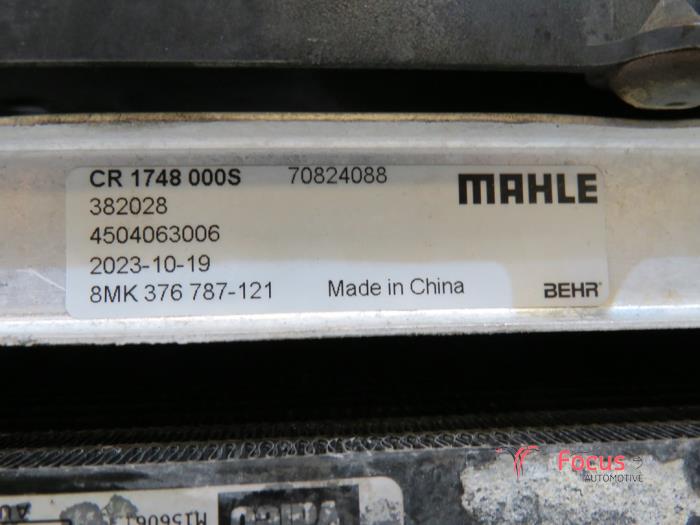 CR 1748 000S 70824088 MAHLE
382028
4504063006
2023-10-19
8MK 376 787-121 Made in China BEHR
Focus
AUTOMOTIVE